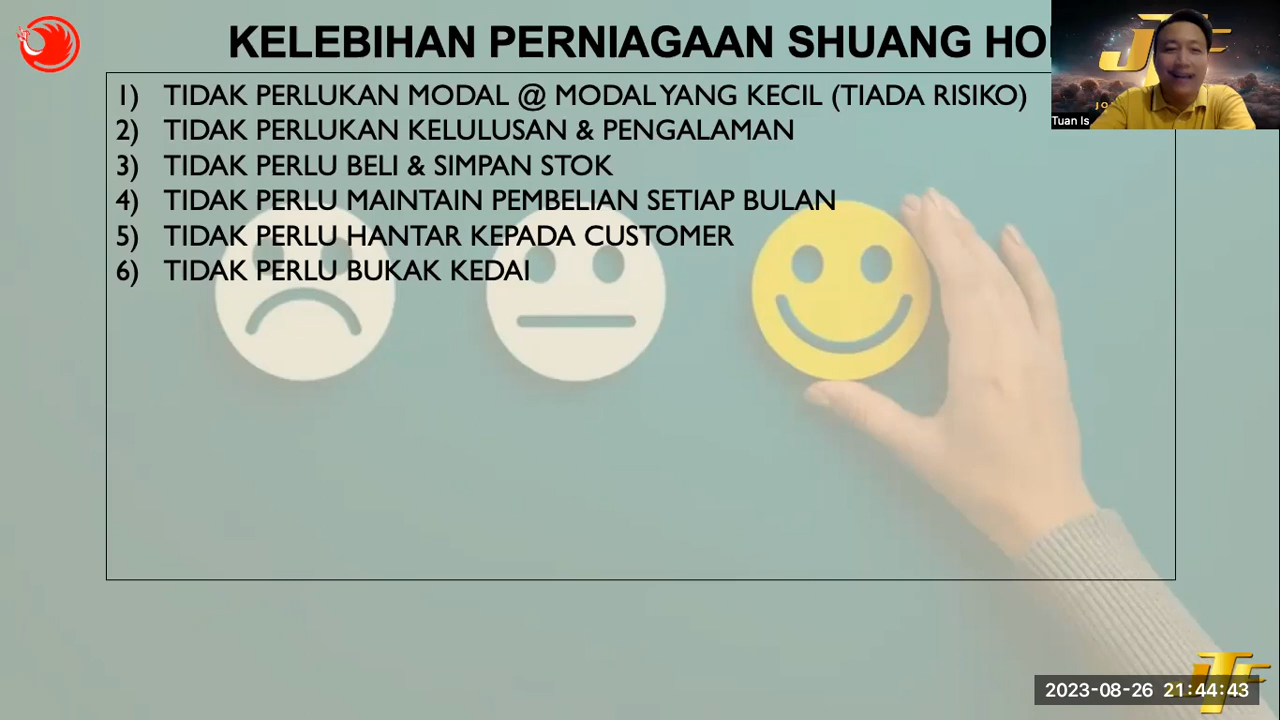 KELEBIHAN PERNIAGAAN SHUANG HO
1) TIDAK PERLUKAN MODAL @ MODAL YANG KECIL (TIADA RISIKO)
2) TIDAK PERLUKAN KELULUSAN & PENGALAMAN
3) TIDAK PERLU BELI & SIMPAN STOK
4) TIDAK PERLU MAINTAIN PEMBELIAN SETIAP BULAN
5) TIDAK PERLU HANTAR KEPADA CUSTOMER
6) TIDAK PERLU BUKAK KEDAI
Tuan Is
2023-08-26 21:44:43